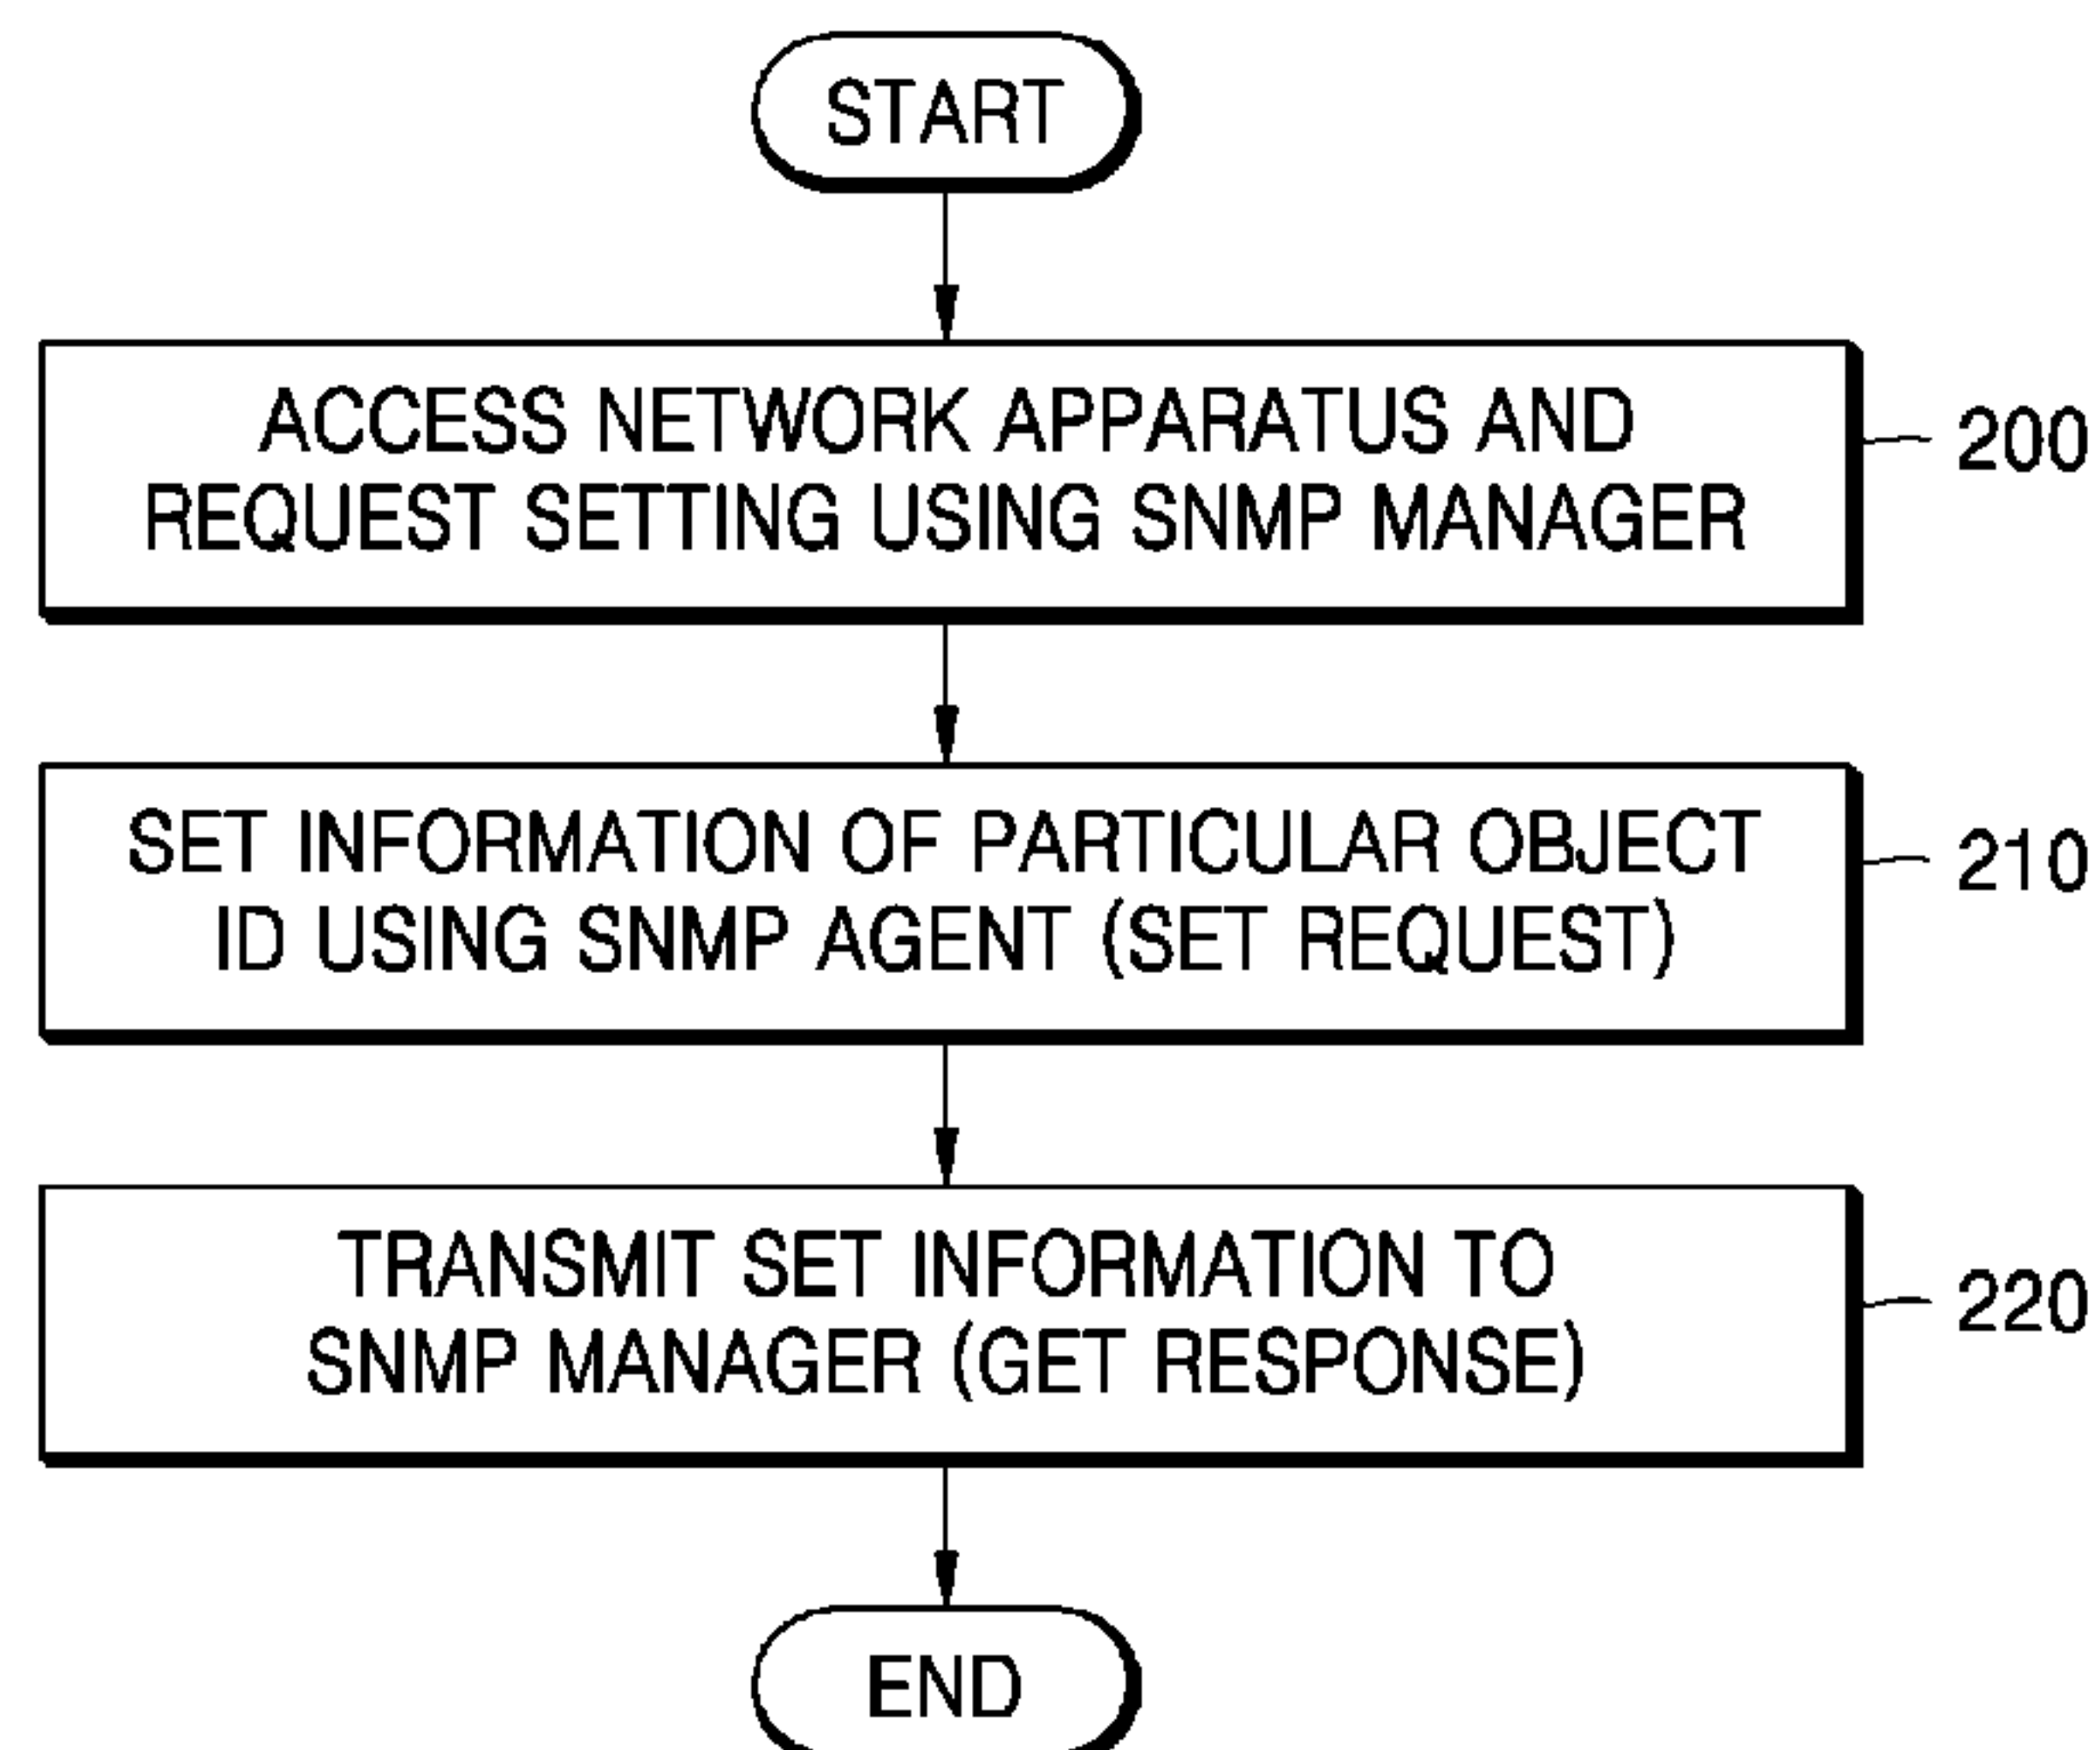 START
ACCESS NETWORK APPARATUS AND
REQUEST SETTING USING SNMP MANAGER
200
SET INFORMATION OF PARTICULAR OBJECT
ID USING SNMP AGENT (SET REQUEST)
210
TRANSMIT SET INFORMATION TO
SNMP MANAGER (GET RESPONSE)
220
END